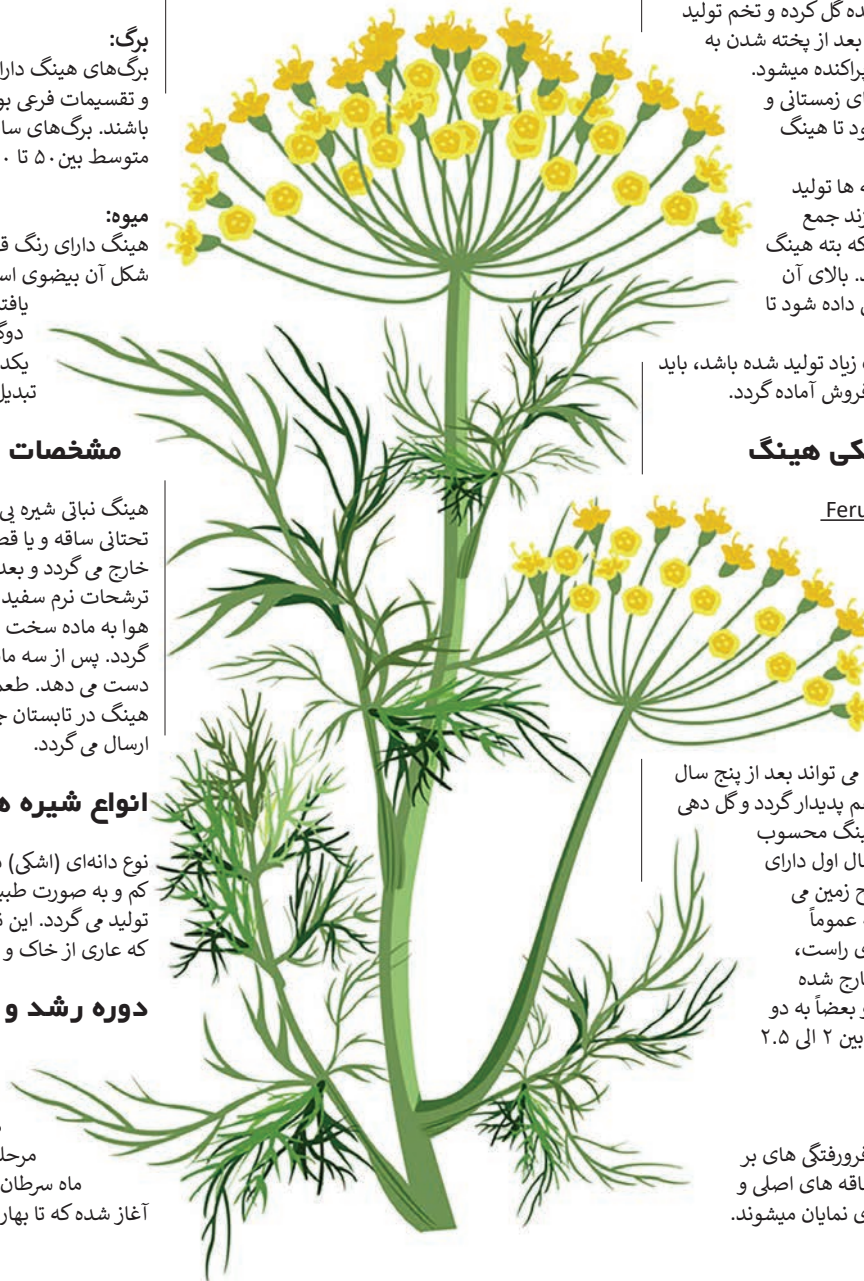 ده گل کرده و تخم تولید
بعد از پخته شدن به
پراکنده میشود.
ی زمستانی و
ود تا هینگ
ه ها تولید
زند جمع
که بته هینگ
د. بالای آن
ی داده شود تا
زیاد تولید شده باشد، باید
فروش آماده گردد.
کی هینگ
Feru
می تواند بعد از پنج سال
هم پدیدار گردد و گل دهی
ینگ محسوب
ال اول دارای
ح زمین می
عموماً
ی راست،
ارج شده
و بعضاً به دو
بین ۲ الی ۲.۵
فرورفتگی های بر
اقه های اصلی و
ی نمایان میشوند.
برگ:
برگ‌های هینگ دارا
و تقسیمات فرعی بو
باشند. برگ‌های سا
متوسط بین ۵۰ تا ۰
میوه:
هینگ دارای رنگ ق
شکل آن بیضوی اس
یافته
دوگ
یکد
تبدیل
مشخصات
هینگ نباتی شیره یی
تحتانی ساقه و یا قص
خارج می گردد و بعد
ترشحات نرم سفید
هوا به ماده سخت
گردد. پس از سه ما
دست می دهد. طعم
هینگ در تابستان ج
ارسال می گردد.
انواع شیره ه
نوع دانه‌ای (اشکی)
کم و به صورت طبی
تولید می گردد. این ن
که عاری از خاک و
دوره رشد و
مرحل
ماه سرطان
آغاز شده که تا بهار